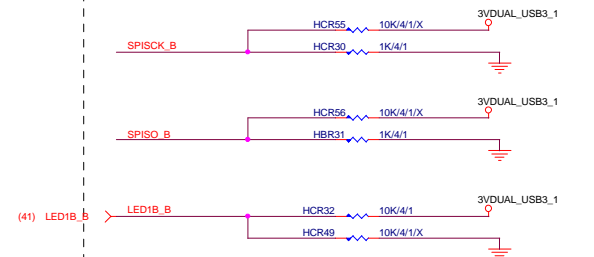 3VDUAL_USB3_1
HCR55 10K/4/1/X
SPISCK_B HCR30 1K/4/1
3VDUAL_USB3_1
HCR56 10K/4/1/X
SPISO_B HBR31 1K/4/1
3VDUAL_USB3_1
(41) LED1B_B LED1B_B HCR32 10K/4/1
HCR49 10K/4/1/X